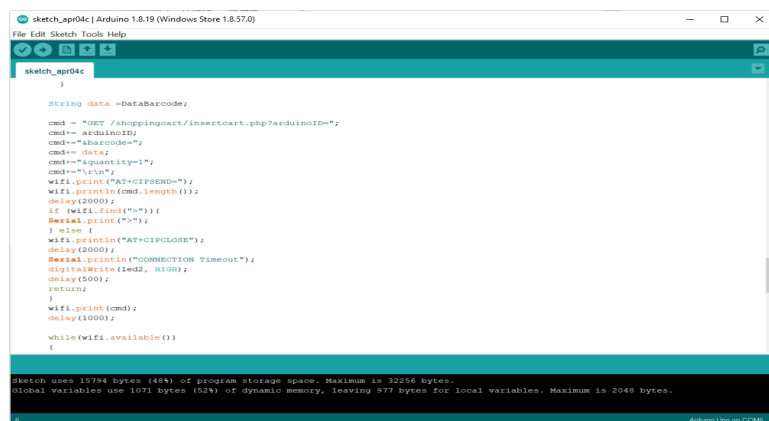 sketch_apr04c | Arduino 1.8.19 (Windows Store 1.8.57.0)
File Edit Sketch Tools Help
sketch_apr04c
}
String data =DataBarcode;
cmd = "GET /shoppingcart/insertcart.php?arduinoID=";
cmd+= arduinoID;
cmd+="&barcode=";
cmd+= data;
cmd+="&quantity=1";
cmd+="\r\n";
wifi.print("AT+CIPSEND=");
wifi.println(cmd.length());
delay(2000);
if (wifi.find(">")){
Serial.print(">");
} else {
wifi.println("AT+CIPCLOSE");
delay(2000);
Serial.println("CONNECTION Timeout");
digitalWrite(led2, HIGH);
delay(500);
return;
}
wifi.print(cmd);
delay(1000);
while(wifi.available())
{
Sketch uses 15794 bytes (48%) of program storage space. Maximum is 32256 bytes.
Global variables use 1071 bytes (52%) of dynamic memory, leaving 977 bytes for local variables. Maximum is 2048 bytes.
Arduino Uno on